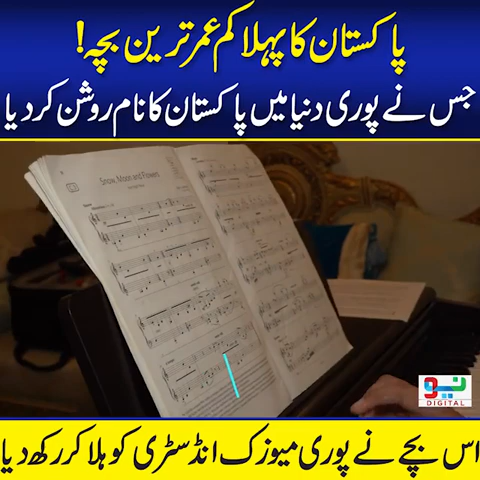 پاکستان کا پہلا کم عمر ترین بچہ!
جس نے پوری دنیا میں پاکستان کا نام روشن کردیا
Snow, Moon and Flowers
نیو
DIGITAL
اس بچے نے پوری میوزک انڈسٹری کو ہلا کر رکھ دیا